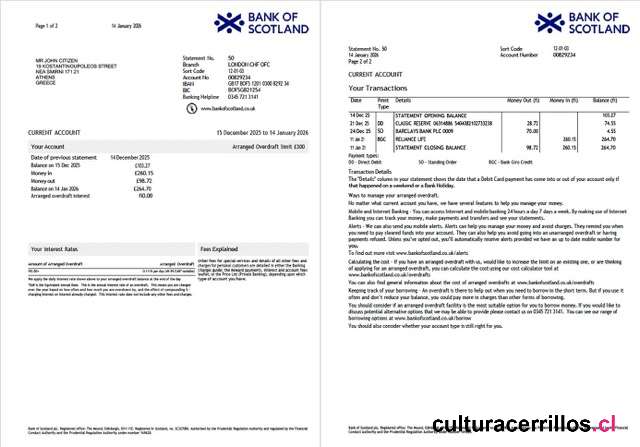 Page 1 of 2
14 January 2026
BANK OF
SCOTLAND
MR JOHN CITIZEN
18 KOSTANTINOUPOLEOS STREET
NEA SMIRNI 171 21
ATHENS
GREECE
Statement No. 50
Branch LONDON CHF OFC
Sort Code 12-01-03
Account No 00829234
IBAN GB17 BOFS 1201 0300 8292 34
BIC BOFSGB21254
Banking Helpline 0345 721 3141
www.bankofscotland.co.uk
CURRENT ACCOUNT 15 December 2025 to 14 January 2026
Your Account Arranged Overdraft limit £300
Date of previous statement 14 December 2025
Balance on 15 Dec 2025 £103.27
Money in £260.15
Money out £98.72
Balance on 14 Jan 2026 £264.70
Arranged overdraft interest £0.00
Your Interest Rates
amount of Arranged Overdraft arranged Overdraft
Fees Explained
BANK OF
SCOTLAND
Statement No. 50
14 January 2026
Page 2 of 2
Sort Code 12-01-03
Account Number 00829234
CURRENT ACCOUNT
Your Transactions
Date Pmnt Type Details Money Out (£) Money In (£) Balance (£)
14 Dec 25 STATEMENT OPENING BALANCE 103.27
21 Dec 25 DD CLASSIC RESERVE 06314886 5404382102733238 28.72 74.55
24 Dec 25 SO BARCLAYS BANK PLC 0009 70.00 4.55
11 Jan 21 BGC RELIANCE LIFE 260.15 264.70
11 Jan 21 STATEMENT CLOSING BALANCE 98.72 260.15 264.70
Payment types:
DD - Direct Debit SO - Standing Order BGC - Bank Giro Credit
Transaction Details
The "Details" column in your statement shows the date that a Debit Card payment has come into or out of your account only if
that happened on a weekend or a Bank Holiday.
Ways to manage your arranged overdraft.
No matter what current account you have, we have several features to help you manage your money.
Mobile and Internet Banking - You can access Internet and mobile banking 24 hours a day 7 days a week. By making use of Internet
Banking you can track your money, make payments and transfers and see your statements.
Alerts - We can also send you mobile alerts. Alerts can help you manage your money and avoid charges. They remind you when
you need to pay cleared funds into your account. They can also help you avoid going into an unarranged overdraft or having
payments refused. Unless you've opted out, you'll automatically receive alerts provided we have an up to date mobile number for
you.
To find out more visit www.bankofscotland.co.uk/alerts
Calculating the cost - If you have an arranged overdraft with us, would like to increase the limit on an existing one, or are thinking
of applying for an arranged overdraft, you can calculate the cost using our cost calculator tool at
www.bankofscotland.co.uk/overdrafts
You can also find general information about the cost of arranged overdrafts at www.bankofscotland.co.uk/overdrafts
Keeping track of your borrowing - An overdraft is there to help out when you need to borrow in the short term. But if you use it
often and don't reduce your balance, you could pay more in charges than other forms of borrowing.
You should consider if an arranged overdraft facility is the most suitable option for you to borrow money. If you would like to
discuss potential alternative options that we may be able to provide please contact us on 0345 721 3141. You can see our range of
borrowing options at www.bankofscotland.co.uk/borrow
You should also consider whether your account type is still right for you.
culturacerrillos.cl